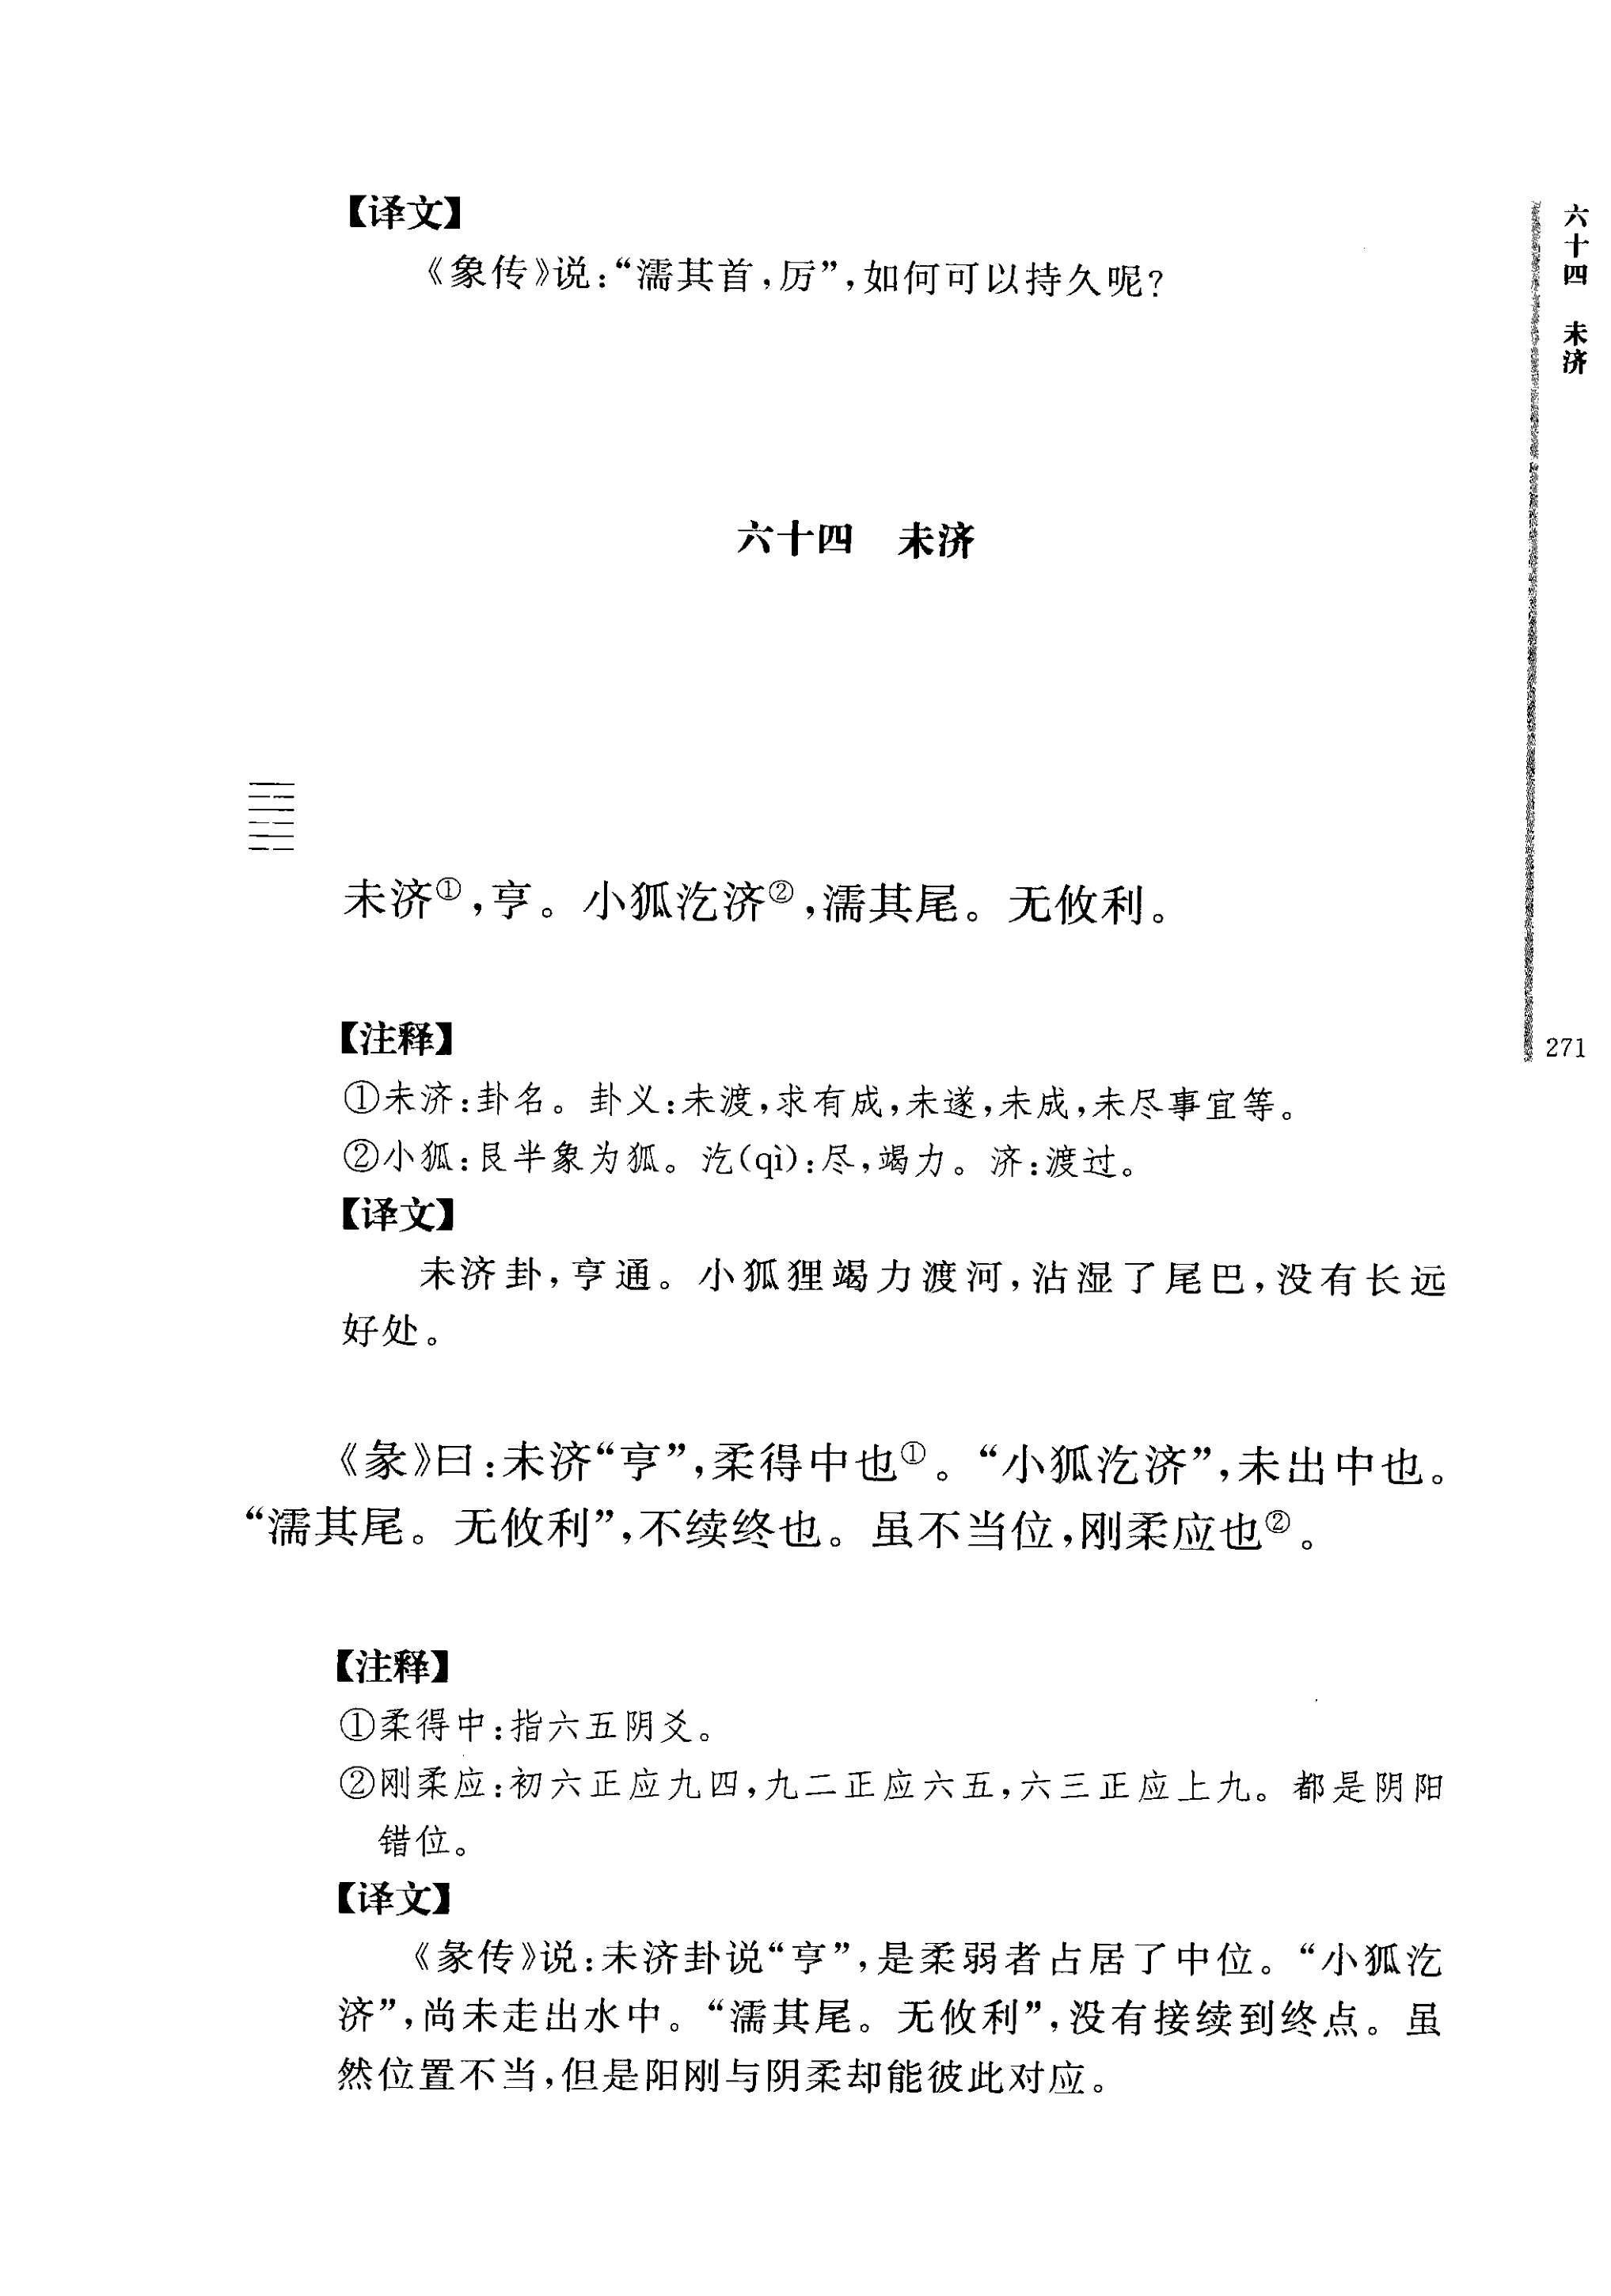 【译文】
《象传》说:“濡其首,厉”,如何可以持久呢?
六十四　未济
未济①,亨。小狐汔济②,濡其尾。无攸利。
【注释】
①未济:卦名。卦义:未渡,求有成,未遂,未成,未尽事宜等。
②小狐:艮半象为狐。汔(qì):尽,竭力。济:渡过。
【译文】
未济卦,亨通。小狐狸竭力渡河,沾湿了尾巴,没有长远
好处。
《彖》曰:未济“亨”,柔得中也①。“小狐汔济”,未出中也。
“濡其尾。无攸利”,不续终也。虽不当位,刚柔应也②。
【注释】
①柔得中:指六五阴爻。
②刚柔应:初六正应九四,九二正应六五,六三正应上九。都是阴阳
错位。
【译文】
《彖传》说:未济卦说“亨”,是柔弱者占居了中位。“小狐汔
济”,尚未走出水中。“濡其尾。无攸利”,没有接续到终点。虽
然位置不当,但是阳刚与阴柔却能彼此对应。
六十四　未济
271